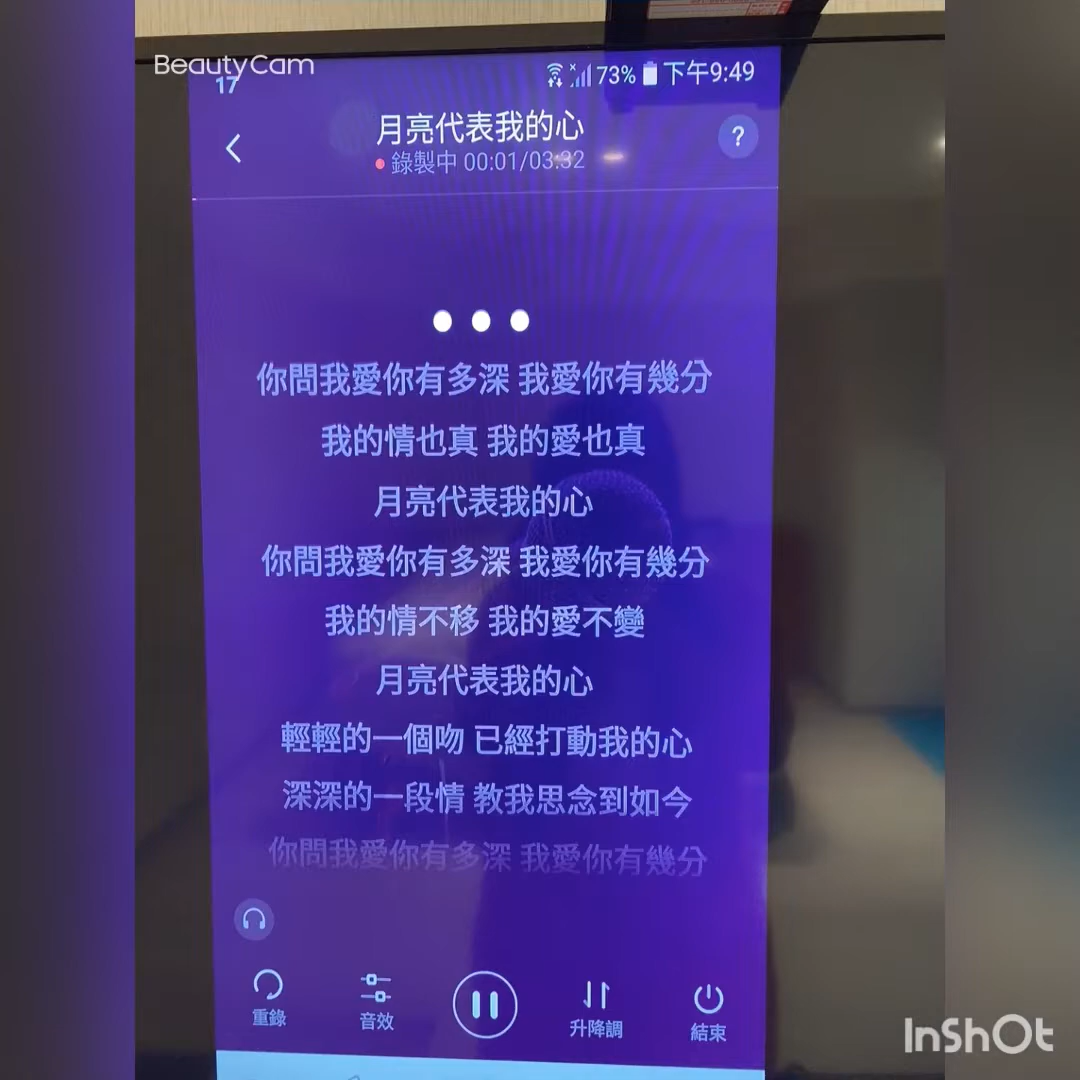 BeautyCam
17
73% 下午9:49
月亮代表我的心
?
錄製中 00:01/03:32
你問我愛你有多深 我愛你有幾分
我的情也真 我的愛也真
月亮代表我的心
你問我愛你有多深 我愛你有幾分
我的情不移 我的愛不變
月亮代表我的心
輕輕的一個吻 已經打動我的心
深深的一段情 教我思念到如今
你問我愛你有多深 我愛你有幾分
重錄 音效 升降調 結束
InShOt